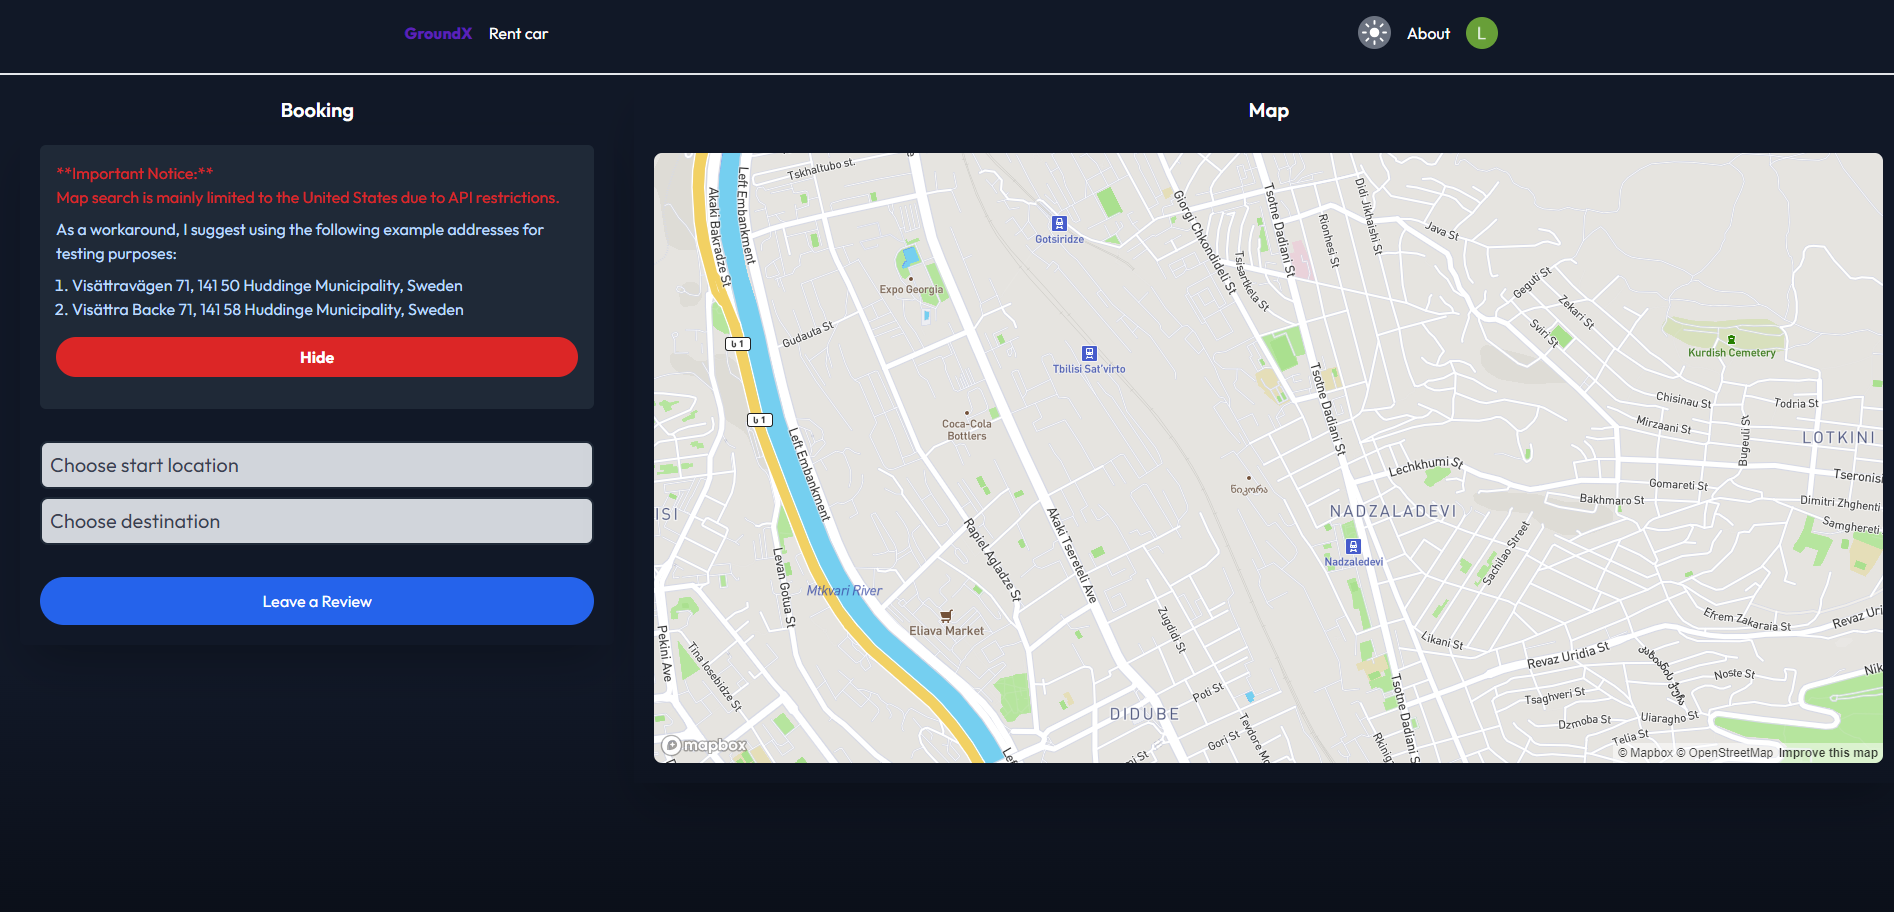 GroundX Rent car
About L
Booking
Map
**Important Notice:**
Map search is mainly limited to the United States due to API restrictions.
As a workaround, I suggest using the following example addresses for
testing purposes:
1. Visättravägen 71, 141 50 Huddinge Municipality, Sweden
2. Visättra Backe 71, 141 58 Huddinge Municipality, Sweden
Hide
Choose start location
Choose destination
Leave a Review
Tskhaltubo st.
Left Embankment
Akaki Bakradze St
Gotsiridze
Giorgi Chkondideli St
Tsotne Dadiani St
Didi Jikhaishi St
Rionhesi St
Java St
Tsisartkela St
Expo Georgia
Geguti St
Zekari St
Sviri St
Gudauta St
ს 1
Kurdish Cemetery
Tbilisi Sat'virto
Tsotne Dadiani St
Chisinau St
Todria St
ს 1
Coca-Cola
Bottlers
Mirzaani St
Bugeuli St
LOTKINI
Left Embankment
Lechkhumi St
Tseronisi
ნიკორა
Gomareti St
Bakhmaro St
Dimitri Zhghenti
ISI
NADZALADEVI
Samghereti
Akaki Tsereteli Ave
Rapiel Agladze St
Sachilao Street
Nadzaledevi
Levan Gotua St
Mtkvari River
Eliava Market
Zugdidi St
Efrem Zakaraia St
Revaz Uri
Pekini Ave
Likani St
Tina Iosebidze St
Revaz Uridia St
Noste St
Nik
Poti St
Tsotne Dadiani S
Tsaghveri St
DIDUBE
Dzmoba St
Uiaragho St
Gori St
Tevdore Mo
Telia St
Rkining
mapbox
© Mapbox © OpenStreetMap Improve this map